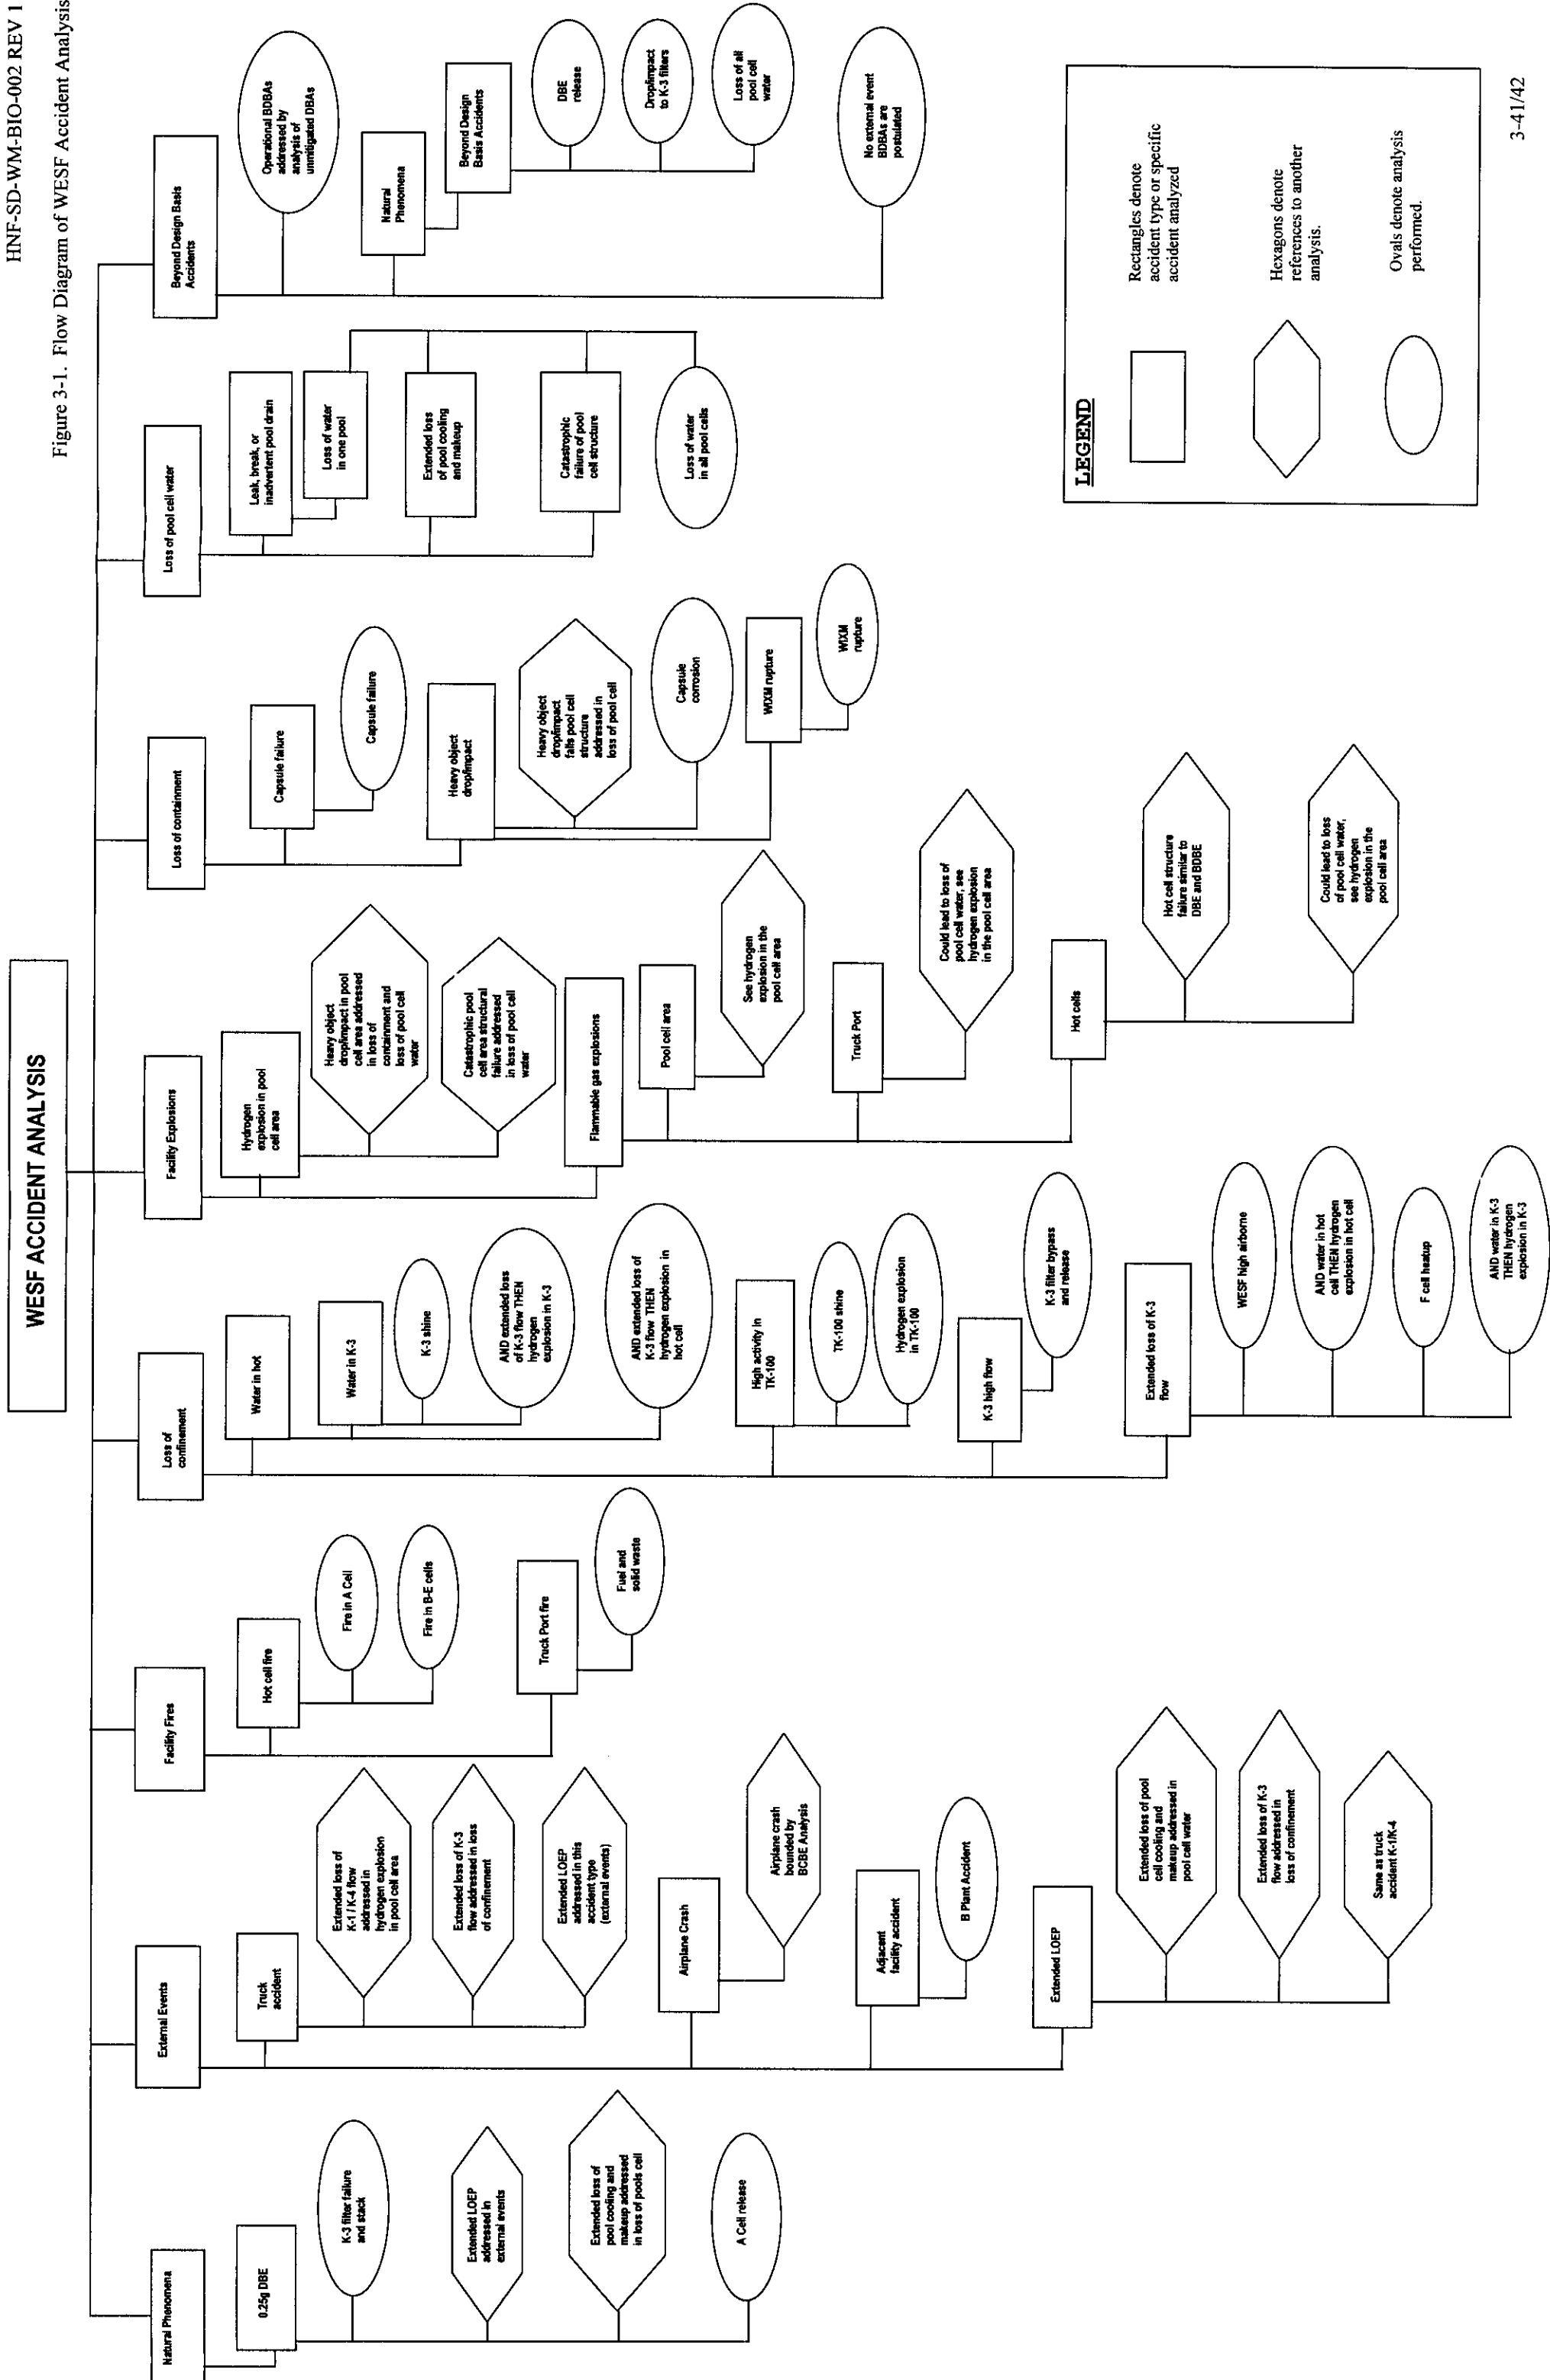 HNF-SD-WM-BIO-002 REV 1
Figure 3-1. Flow Diagram of WESF Accident Analysis
WESF ACCIDENT ANALYSIS
Natural Phenomena
0.25g DBE
K-3 filter failure
and stack
Extended LOEP
addressed in
external events
Extended loss of
pool cooling and
makeup addressed
in loss of pools cell
A Cell release
External Events
Truck
accident
Extended loss of
K-1 / K-4 flow
addressed in
hydrogen explosion
in pool cell area
Extended loss of K-3
flow addressed in loss
of confinement
Extended LOEP
addressed in this
accident type
(external events)
Airplane Crash
Airplane crash
bounded by
BCBE Analysis
Adjacent
facility accident
B Plant Accident
Extended LOEP
Extended loss of pool
cell cooling and
makeup addressed in
pool cell water
Extended loss of K-3
flow addressed in
loss of confinement
Same as truck
accident K-1/K-4
Facility Fires
Hot cell fire
Fire in A Cell
Fire in B-E cells
Truck Port fire
Fuel and
solid waste
Loss of
confinement
Water in hot
Water in K-3
K-3 shine
AND extended loss
of K-3 flow THEN
hydrogen
explosion in K-3
AND extended loss of
K-3 flow THEN
hydrogen explosion in
hot cell
High activity in
TK-100
TK-100 shine
Hydrogen explosion
in TK-100
K-3 high flow
K-3 filter bypass
and release
Extended loss of K-3
flow
WESF high airborne
AND water in hot
cell THEN hydrogen
explosion in hot cell
F cell heatup
AND water in K-3
THEN hydrogen
explosion in K-3
Facility Explosions
Hydrogen
explosion in pool
cell area
Heavy object
drop/impact in pool
cell area addressed
in loss of
containment and
loss of pool cell
water
Catastrophic pool
cell area structural
failure addressed
in loss of pool cell
water
Flammable gas explosions
Pool cell area
See hydrogen
explosion in the
pool cell area
Truck Port
Could lead to loss of
pool cell water, see
hydrogen explosion
in the pool cell area
Hot cells
Hot cell structure
failure similar to
DBE and BDBE
Could lead to loss
of pool cell water,
see hydrogen
explosion in the
pool cell area
Loss of containment
Capsule failure
Capsule failure
Heavy object
drop/impact
Heavy object
drop/impact
fails pool cell
structure
addressed in
loss of pool cell
Capsule
corrosion
WIXM rupture
WIXM
rupture
Loss of pool cell water
Leak, break, or
inadvertent pool drain
Loss of water
in one pool
Extended loss
of pool cooling
and makeup
Catastrophic
failure of pool
cell structure
Loss of water
in all pool cells
Beyond Design Basis
Accidents
Operational BDBAs
addressed by
analysis of
unmitigated DBAs
Natural
Phenomena
Beyond Design
Basis Accidents
DBE
release
Drop/impact
to K-3 filters
Loss of all
pool cell
water
No external event
BDBAs are
postulated
LEGEND
Rectangles denote
accident type or specific
accident analyzed
Hexagons denote
references to another
analysis.
Ovals denote analysis
performed.
3-41/42